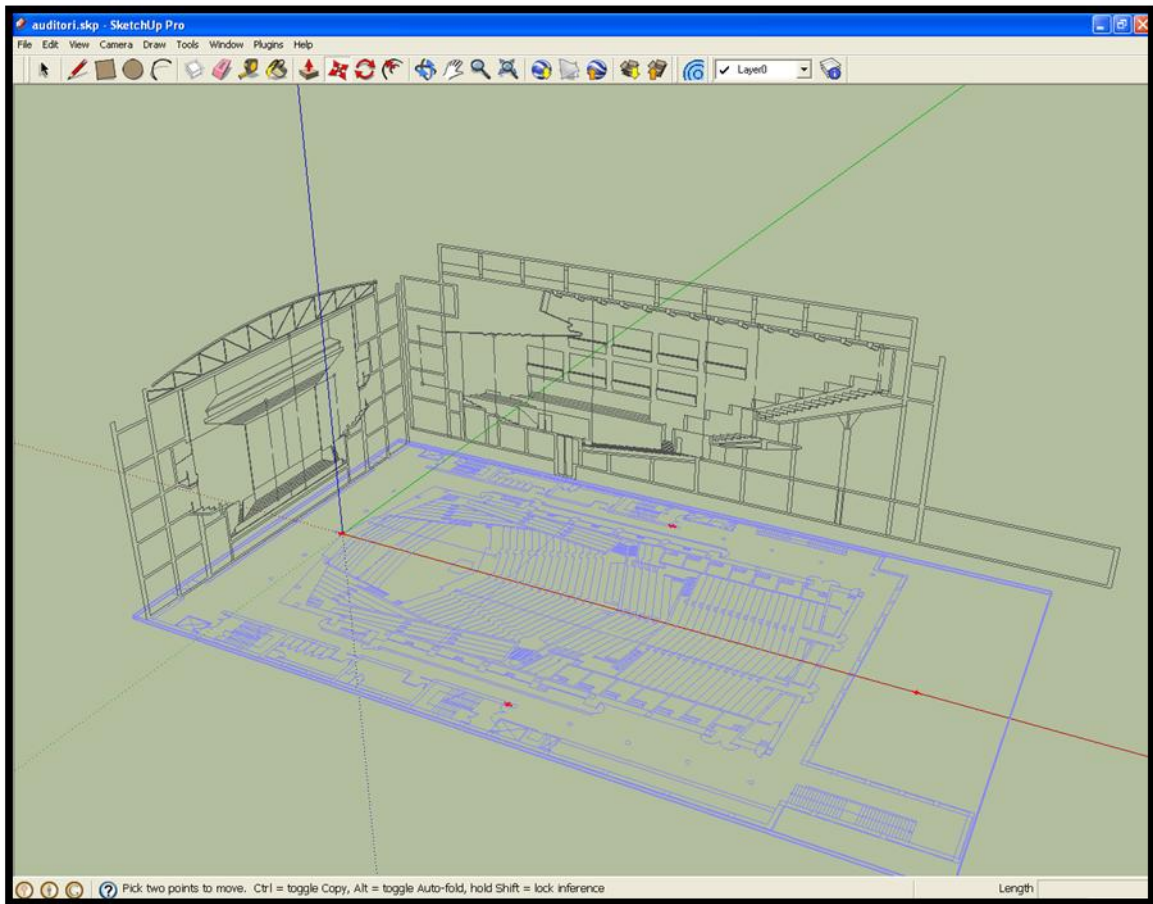 auditori.skp - SketchUp Pro
File Edit View Camera Draw Tools Window Plugins Help
Layer0
Pick two points to move. Ctrl = toggle Copy, Alt = toggle Auto-fold, hold Shift = lock inference
Length